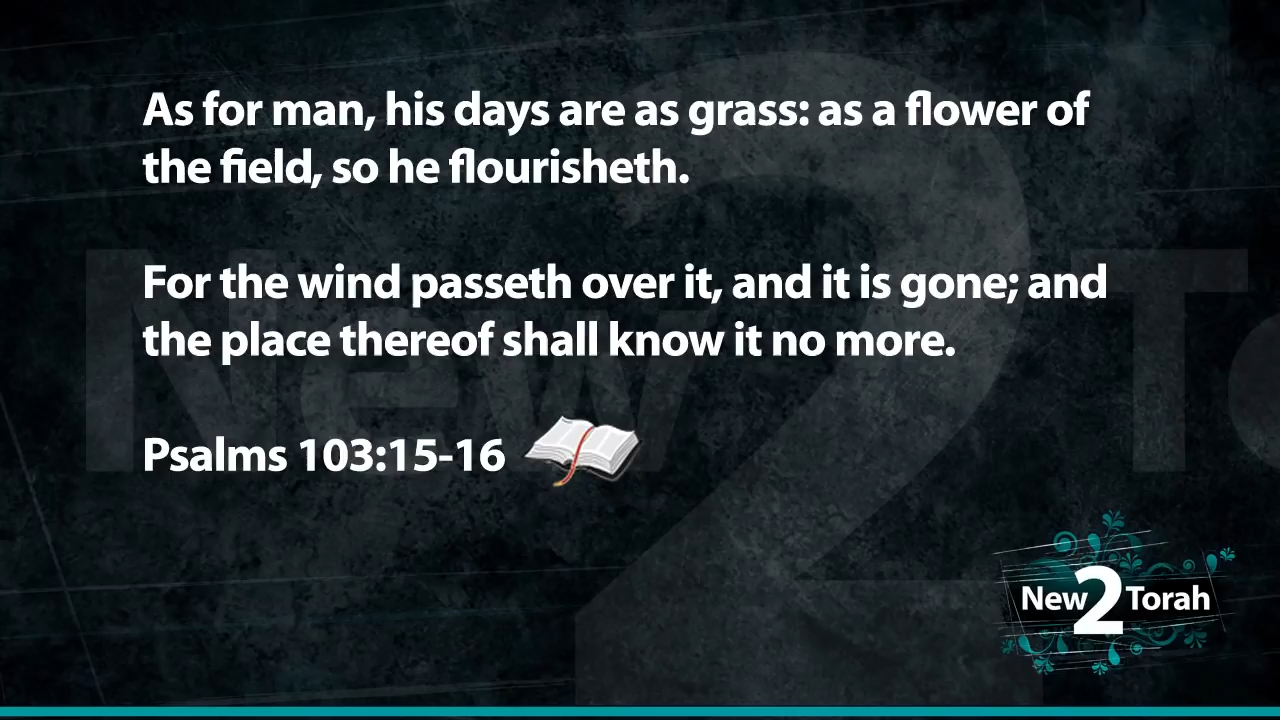 As for man, his days are as grass: as a flower of
the field, so he flourisheth.
For the wind passeth over it, and it is gone; and
the place thereof shall know it no more.
Psalms 103:15-16
New2Torah
New 2 To